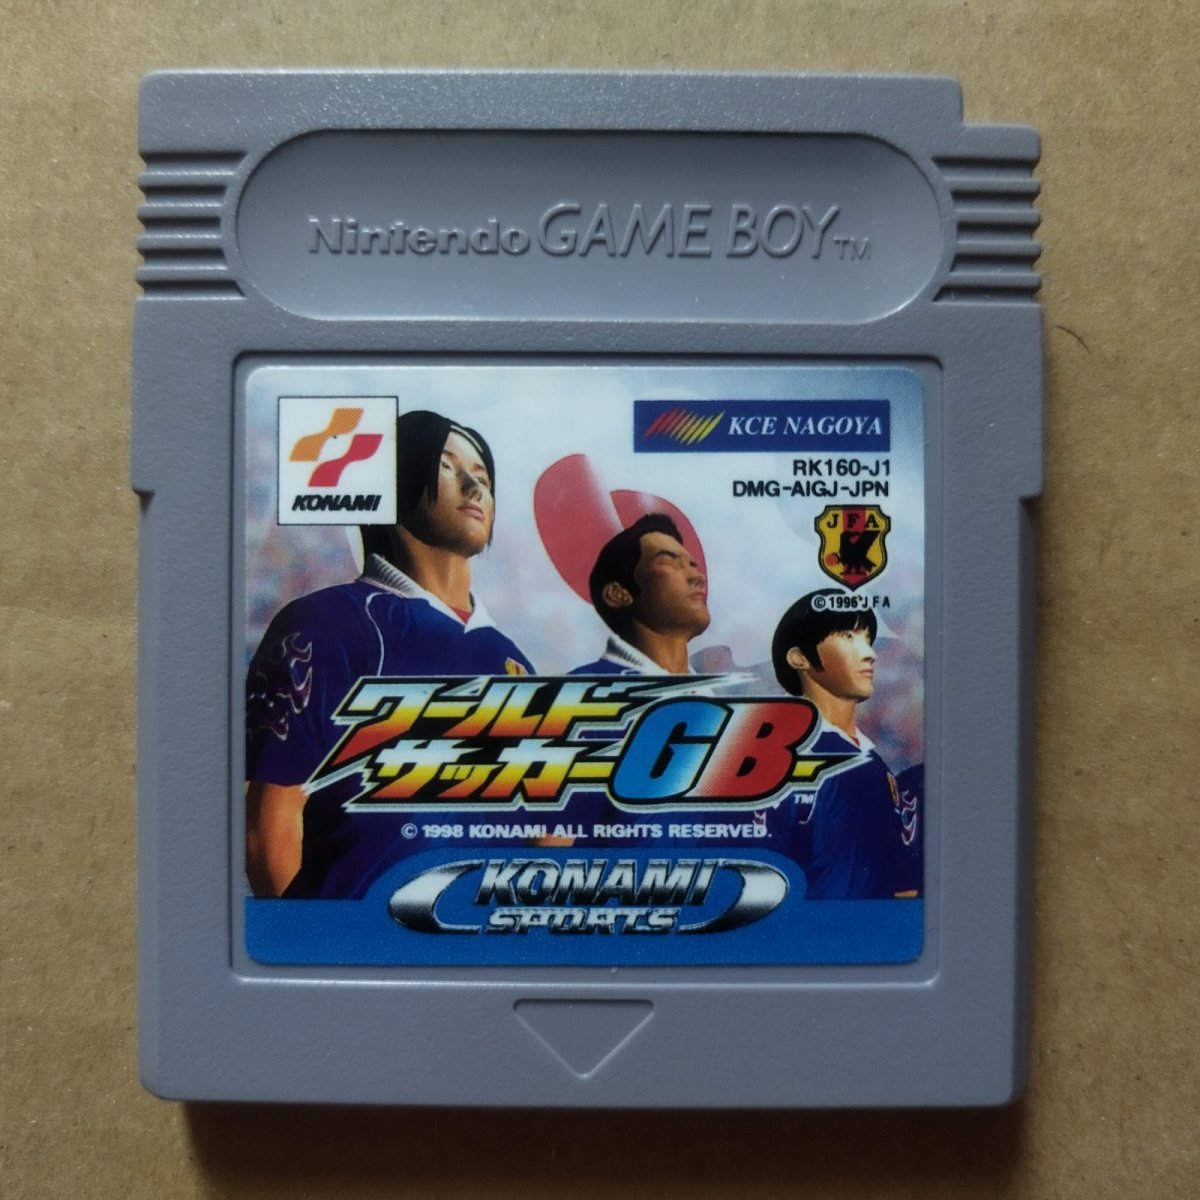 Nintendo GAME BOY TM
KONAMI
KCE NAGOYA
RK160-J1
DMG-AIGJ-JPN
JFA
©1996 JFA
ワールド
サッカーGB
TM
© 1998 KONAMI ALL RIGHTS RESERVED.
KONAMI
SPORTS